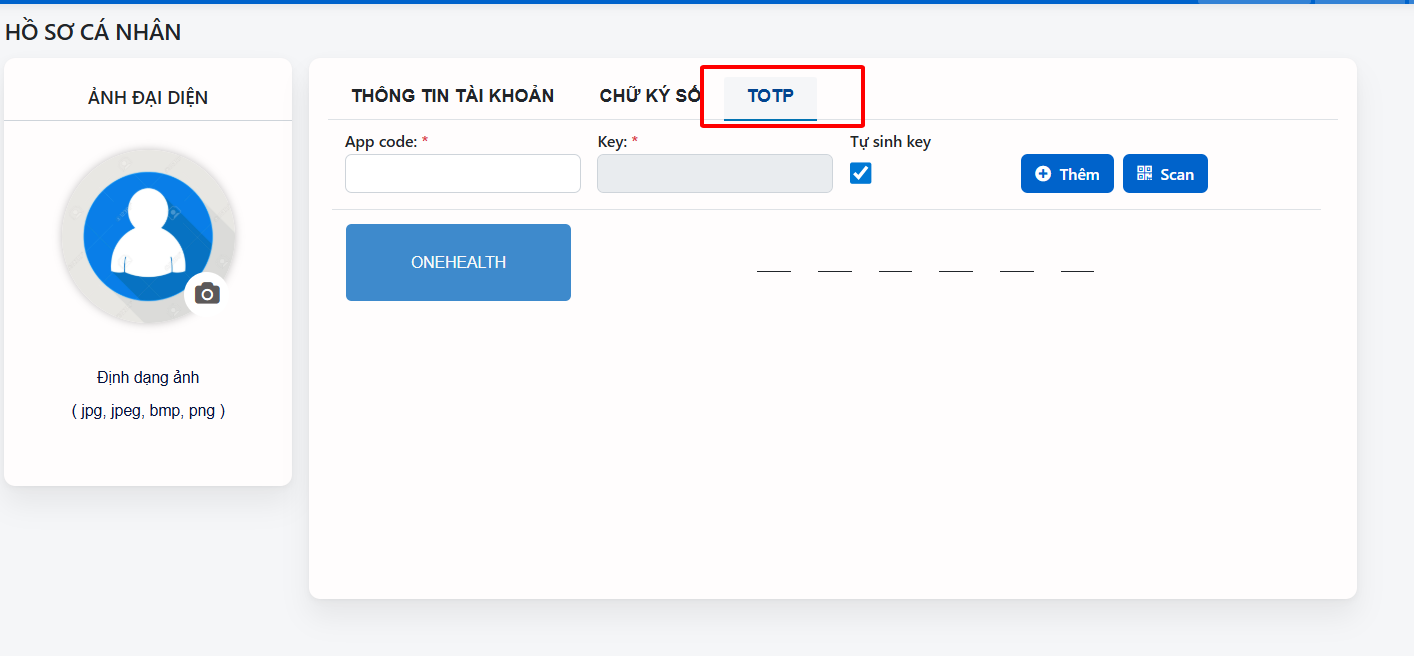 HỒ SƠ CÁ NHÂN
ẢNH ĐẠI DIỆN
Định dạng ảnh
( jpg, jpeg, bmp, png )
THÔNG TIN TÀI KHOẢN CHỮ KÝ SỐ TOTP
App code: * Key: * Tự sinh key
Thêm Scan
ONEHEALTH